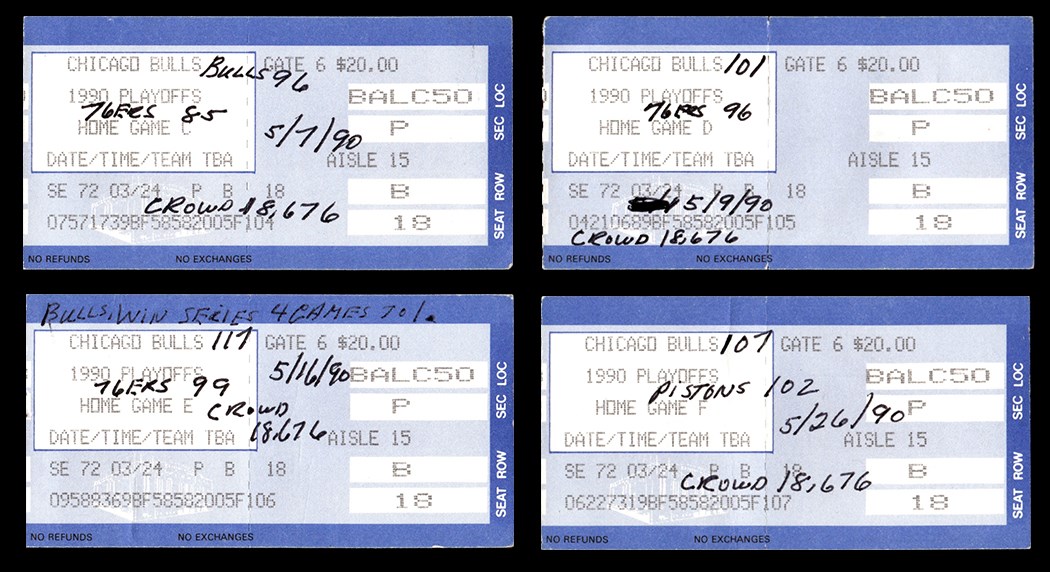 CHICAGO BULLS BULLS 96 GATE 6 $20.00
1990 PLAYOFFS BALC50
76ERS 85
HOME GAME C 5/7/90 P
DATE/TIME/TEAM TBA AISLE 15
SE 72 03/24 P B 18 B
CROWD 18,676
07571739BF58582005F104 18
SEAT ROW SEC LOC
NO REFUNDS NO EXCHANGES
CHICAGO BULLS 101 GATE 6 $20.00
1990 PLAYOFFS BALC50
76ERS 96
HOME GAME D P
DATE/TIME/TEAM TBA AISLE 15
SE 72 03/24 P B 18 B
5/9/90
04210689BF58582005F105 18
CROWD 18,676
SEAT ROW SEC LOC
NO REFUNDS NO EXCHANGES
BULLS WIN SERIES 4 GAMES TO 1.
CHICAGO BULLS 117 GATE 6 $20.00
1990 PLAYOFFS 5/16/90 BALC50
76ERS 99
HOME GAME E CROWD P
DATE/TIME/TEAM TBA 18,676 AISLE 15
SE 72 03/24 P B 18 B
09588369BF58582005F106 18
SEAT ROW SEC LOC
NO REFUNDS NO EXCHANGES
CHICAGO BULLS 107 GATE 6 $20.00
1990 PLAYOFFS BALC50
PISTONS 102
HOME GAME F 5/26/90 P
DATE/TIME/TEAM TBA AISLE 15
SE 72 03/24 P B 18 B
CROWD 18,676
06227319BF58582005F107 18
SEAT ROW SEC LOC
NO REFUNDS NO EXCHANGES